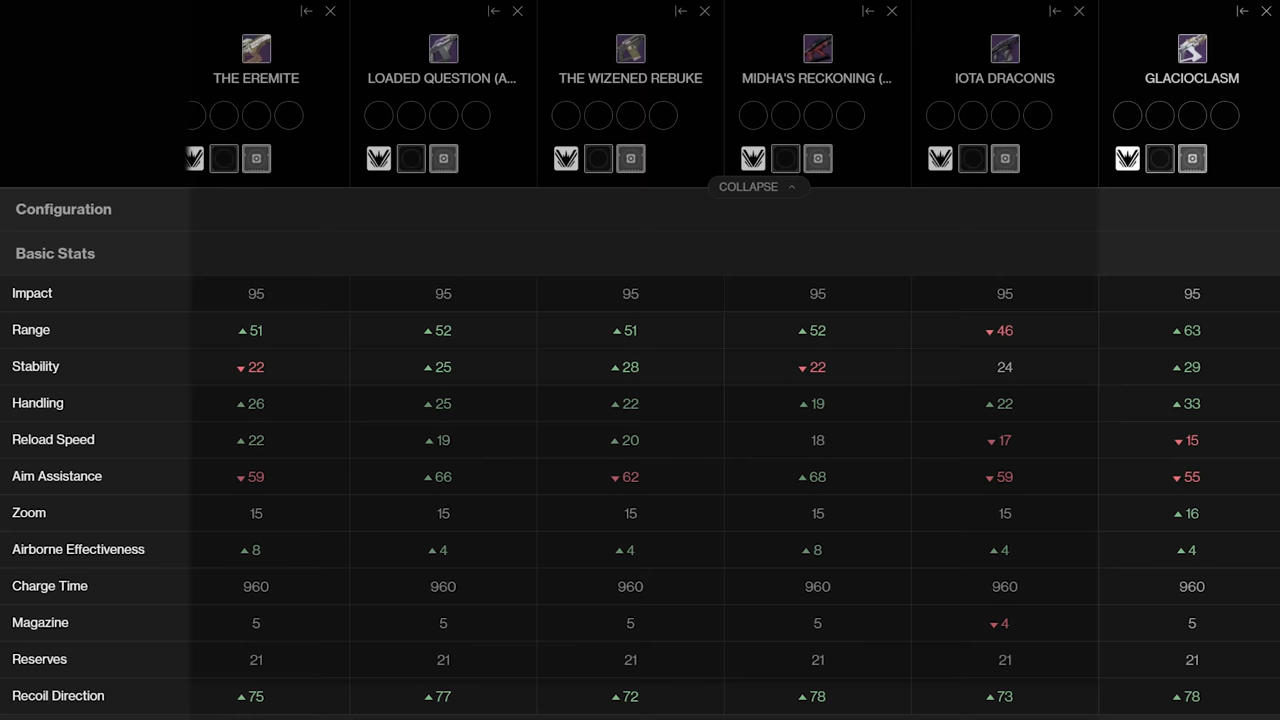 THE EREMITE LOADED QUESTION (A... THE WIZENED REBUKE MIDHA'S RECKONING (... IOTA DRACONIS GLACIOCLASM
COLLAPSE
Configuration
Basic Stats
Impact 95 95 95 95 95 95
Range 51 52 51 52 46 63
Stability 22 25 28 22 24 29
Handling 26 25 22 19 22 33
Reload Speed 22 19 20 18 17 15
Aim Assistance 59 66 62 68 59 55
Zoom 15 15 15 15 15 16
Airborne Effectiveness 8 4 4 8 4 4
Charge Time 960 960 960 960 960 960
Magazine 5 5 5 5 4 5
Reserves 21 21 21 21 21 21
Recoil Direction 75 77 72 78 73 78